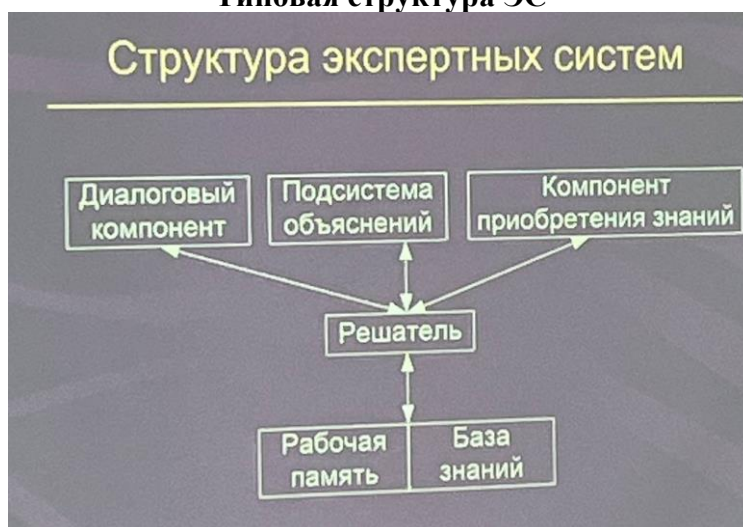 Типовая структура ЭС
Структура экспертных систем
Диалоговый
компонент
Подсистема
объяснений
Компонент
приобретения знаний
Решатель
Рабочая
память
База
знаний